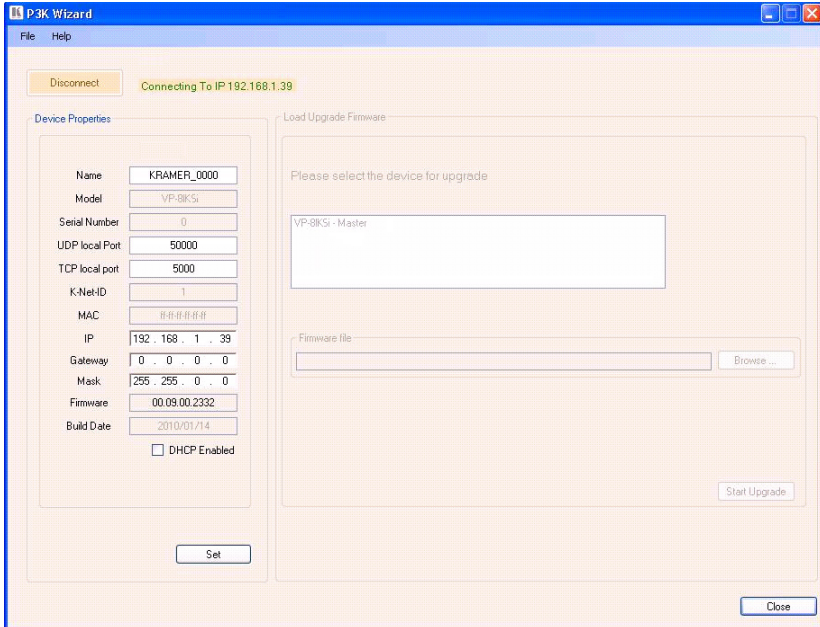 P3K Wizard
File Help
Disconnect
Connecting To IP 192.168.1.39
Device Properties
Name KRAMER_0000
Model VP-8IKSi
Serial Number 0
UDP local Port 50000
TCP local port 5000
K-Net-ID 1
MAC ff-ff-ff-ff-ff-ff
IP 192 . 168 . 1 . 39
Gateway 0 . 0 . 0 . 0
Mask 255 . 255 . 0 . 0
Firmware 00.09.00.2332
Build Date 2010/01/14
DHCP Enabled
Set
Load Upgrade Firmware
Please select the device for upgrade
VP-8IKSi - Master
Firmware file
Browse ...
Start Upgrade
Close